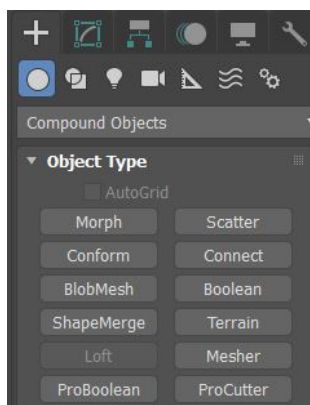 Compound Objects
Object Type
AutoGrid
Morph Scatter
Conform Connect
BlobMesh Boolean
ShapeMerge Terrain
Loft Mesher
ProBoolean ProCutter